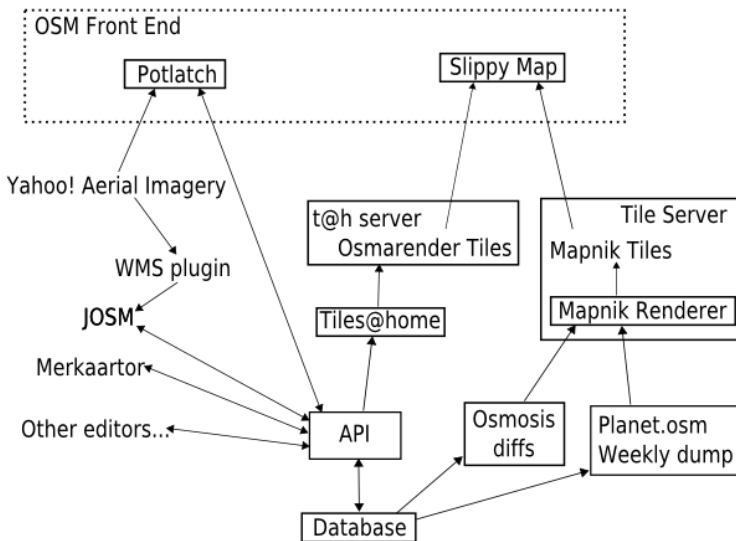 OSM Front End
Potlatch
Slippy Map
Yahoo! Aerial Imagery
t@h server
Osmarender Tiles
Tile Server
Mapnik Tiles
WMS plugin
JOSM
Tiles@home
Mapnik Renderer
Merkaartor
Other editors...
API
Osmosis
diffs
Planet.osm
Weekly dump
Database